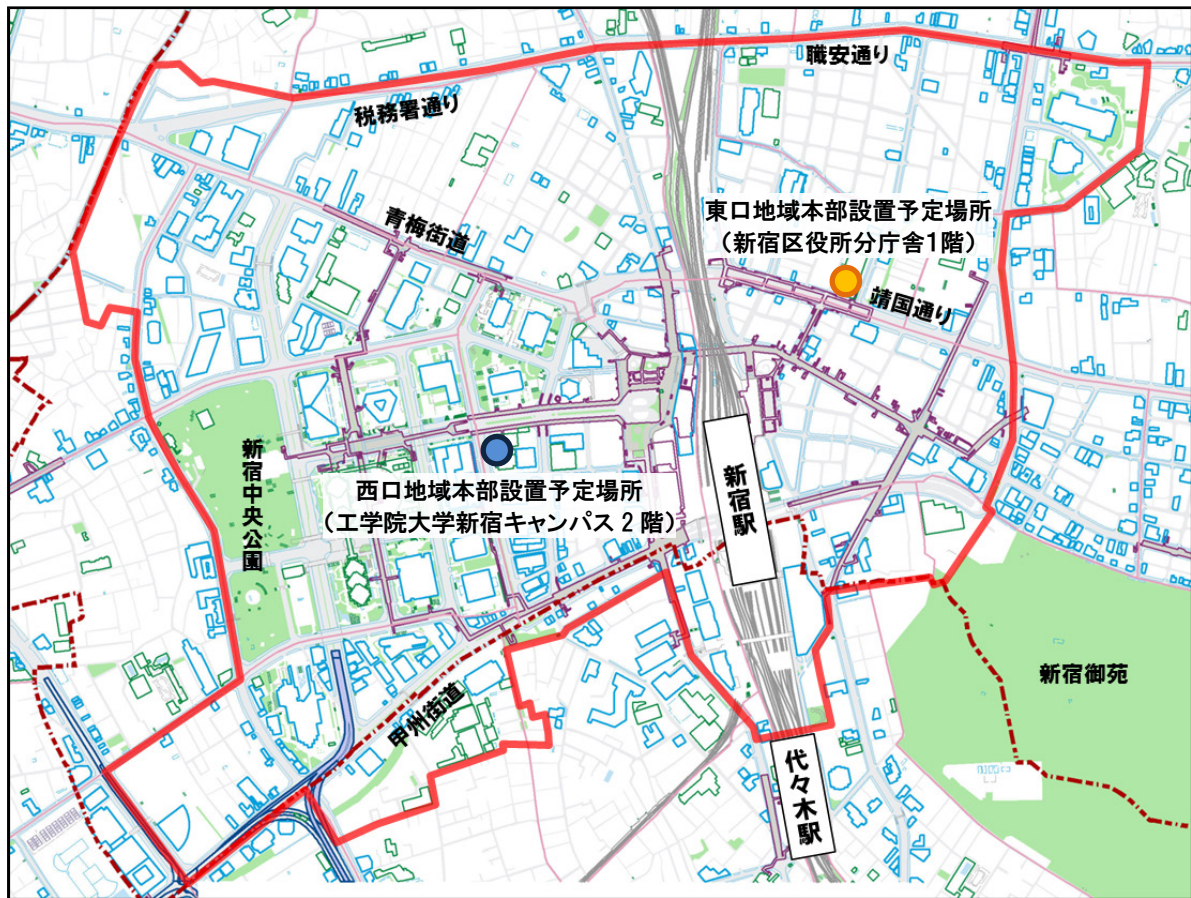 職安通り
税務署通り
東口地域本部設置予定場所
（新宿区役所分庁舎1階）
青梅街道
靖国通り
新宿中央公園
西口地域本部設置予定場所
（工学院大学新宿キャンパス２階）
新宿駅
新宿御苑
甲州街道
代々木駅